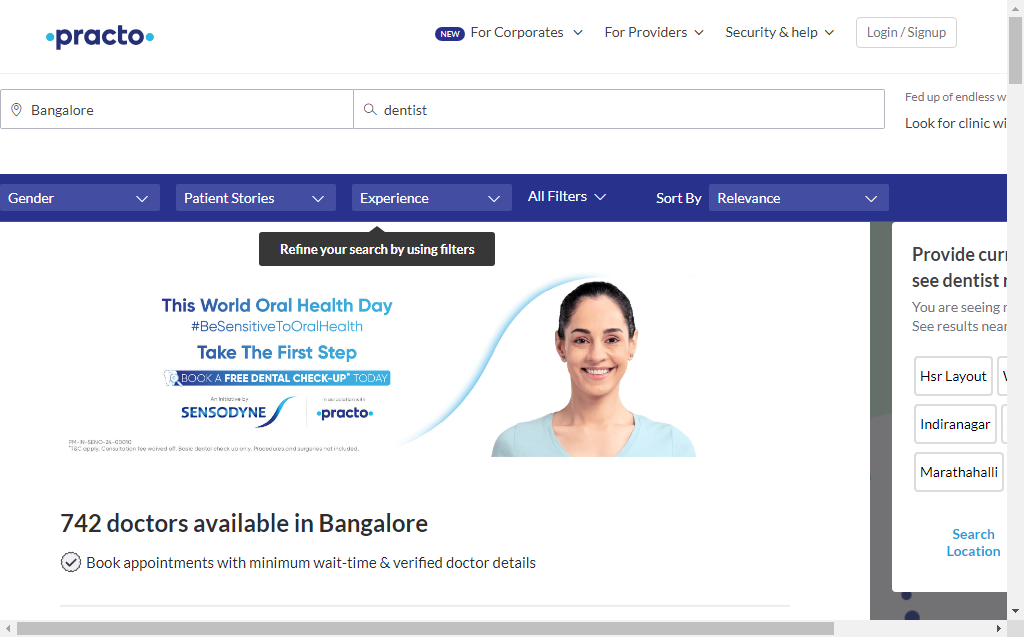 practo
NEW For Corporates
For Providers
Security & help
Login / Signup
Bangalore
dentist
Fed up of endless w
Look for clinic wi
Gender
Patient Stories
Experience
All Filters
Sort By
Relevance
Refine your search by using filters
This World Oral Health Day
#BeSensitiveToOralHealth
Take The First Step
BOOK A FREE DENTAL CHECK-UP* TODAY
An Initiative by
SENSODYNE
In association with
practo
PM-IN-SENO-24-00010
*T&C apply. Consultation fee waived off. Basic dental check up only. Procedures and surgeries not included.
Provide curr
see dentist
You are seeing
See results near
Hsr Layout
Indiranagar
Marathahalli
Search
Location
742 doctors available in Bangalore
Book appointments with minimum wait-time & verified doctor details